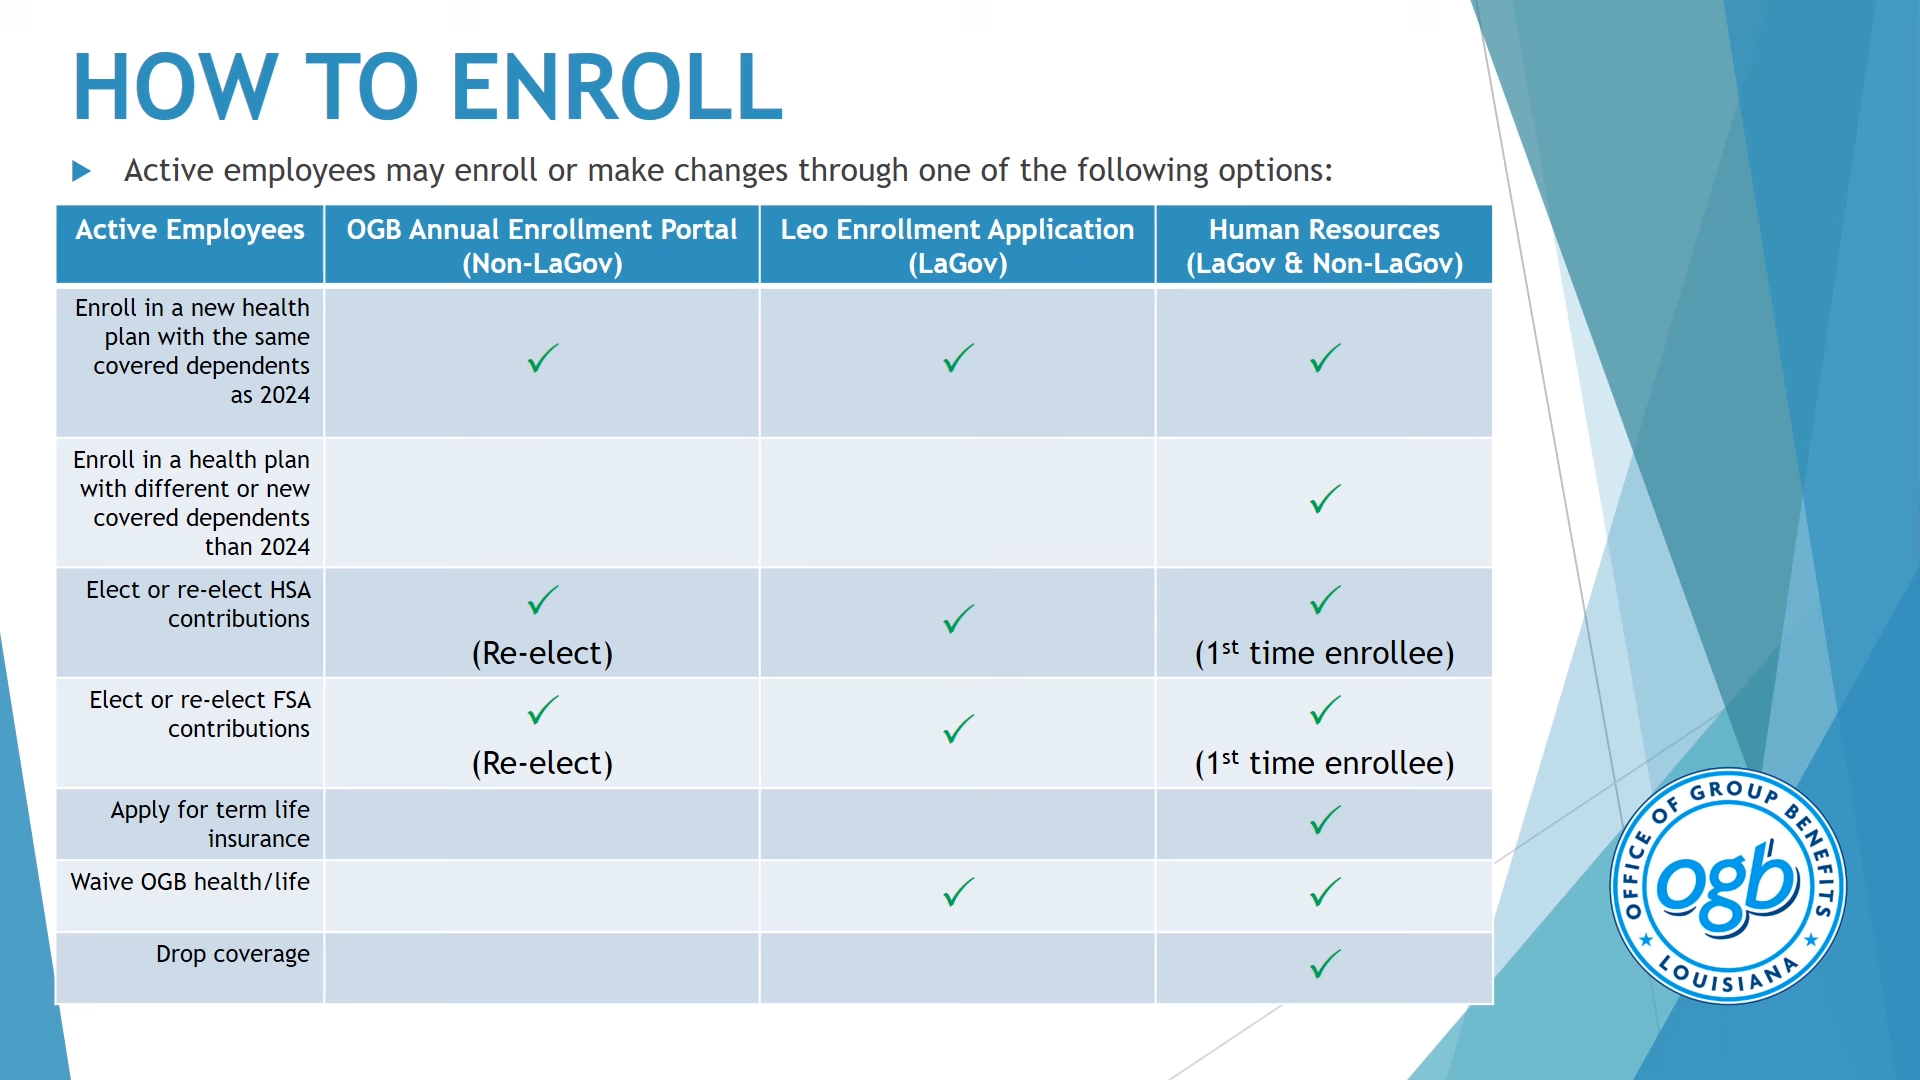 HOW TO ENROLL
Active employees may enroll or make changes through one of the following options:
Active Employees
OGB Annual Enrollment Portal
(Non-LaGov)
Leo Enrollment Application
(LaGov)
Human Resources
(LaGov & Non-LaGov)
Enroll in a new health
plan with the same
covered dependents
as 2024
✓
✓
✓
Enroll in a health plan
with different or new
covered dependents
than 2024
✓
Elect or re-elect HSA
contributions
✓
(Re-elect)
✓
✓
(1st time enrollee)
Elect or re-elect FSA
contributions
✓
(Re-elect)
✓
✓
(1st time enrollee)
Apply for term life
insurance
✓
Waive OGB health/life
✓
✓
Drop coverage
✓
OFFICE OF GROUP BENEFITS
ogb
LOUISIANA